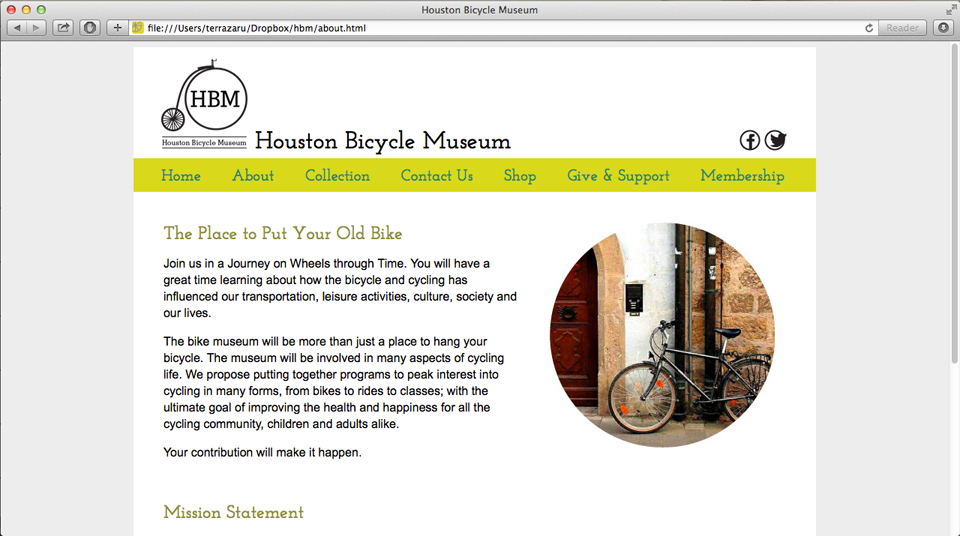 Houston Bicycle Museum
file:///Users/terrazaru/Dropbox/hbm/about.html
Reader
HBM
Houston Bicycle Museum
Houston Bicycle Museum
Home About Collection Contact Us Shop Give & Support Membership
The Place to Put Your Old Bike
Join us in a Journey on Wheels through Time. You will have a
great time learning about how the bicycle and cycling has
influenced our transportation, leisure activities, culture, society and
our lives.
The bike museum will be more than just a place to hang your
bicycle. The museum will be involved in many aspects of cycling
life. We propose putting together programs to peak interest into
cycling in many forms, from bikes to rides to classes; with the
ultimate goal of improving the health and happiness for all the
cycling community, children and adults alike.
Your contribution will make it happen.
Mission Statement